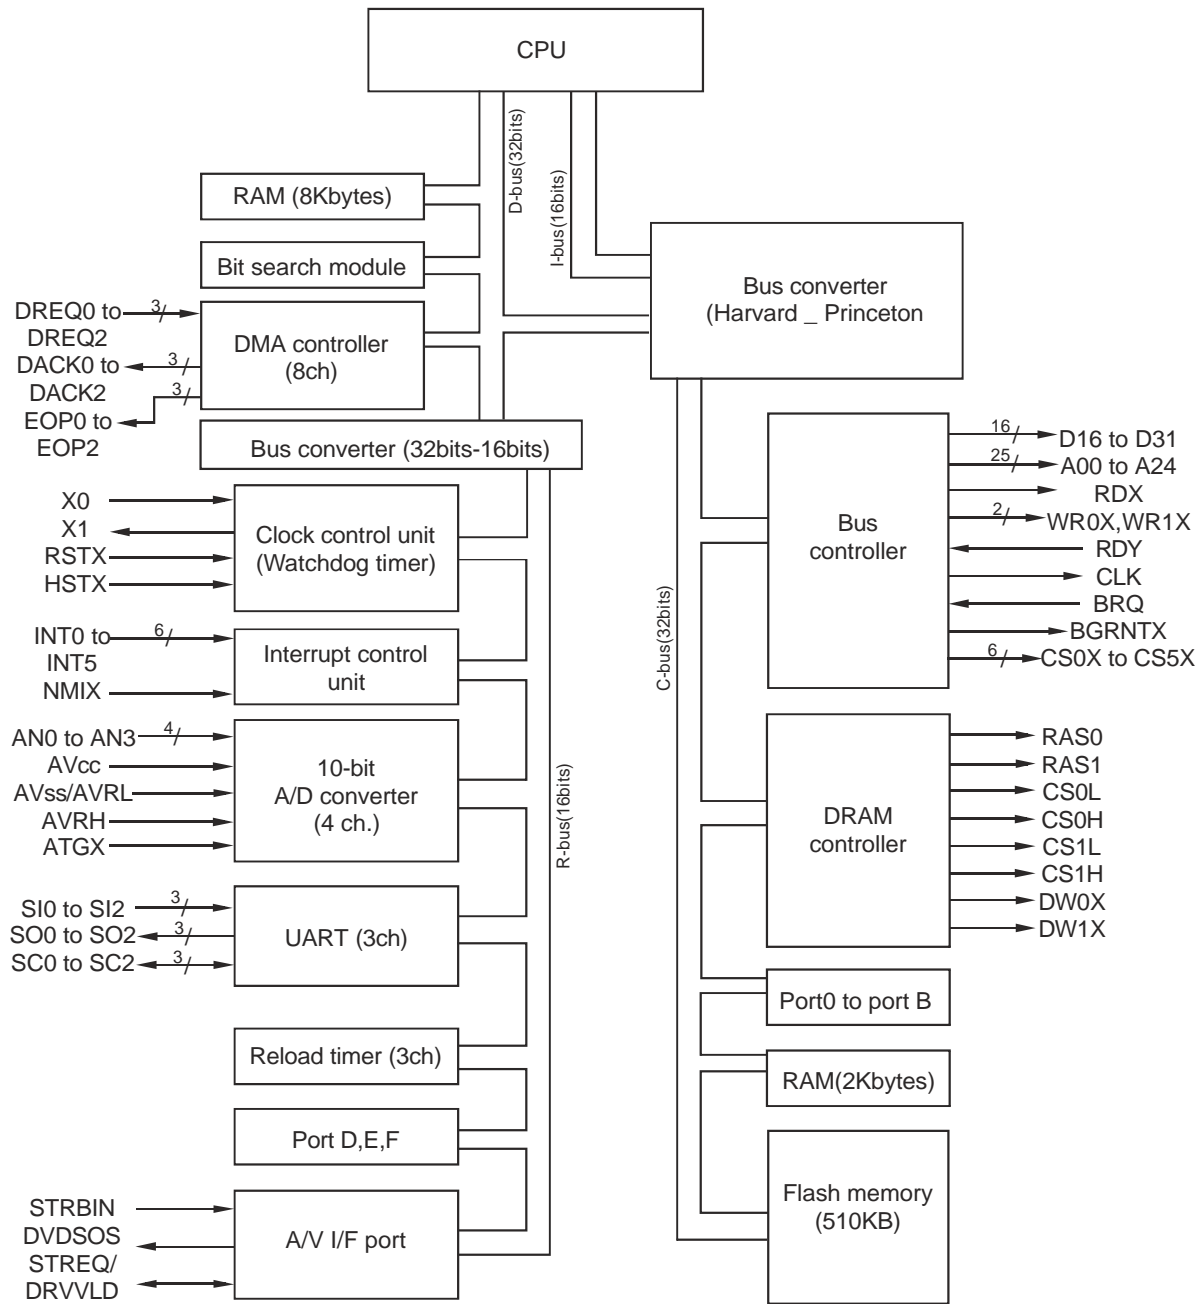 CPU
D-bus(32bits)
I-bus(16bits)
RAM (8Kbytes)
Bit search module
DREQ0 to
DREQ2
3/
DACK0 to
DACK2
3/
EOP0 to
EOP2
3/
DMA controller
(8ch)
Bus converter
(Harvard _ Princeton
Bus converter (32bits-16bits)
X0
X1
RSTX
HSTX
Clock control unit
(Watchdog timer)
INT0 to
INT5
6/
NMIX
Interrupt control
unit
AN0 to AN3
4/
AVcc
AVss/AVRL
AVRH
ATGX
10-bit
A/D converter
(4 ch.)
SI0 to SI2
3/
SO0 to SO2
3/
SC0 to SC2
3/
UART (3ch)
Reload timer (3ch)
Port D,E,F
STRBIN
DVDSOS
STREQ/
DRVVLD
A/V I/F port
R-bus(16bits)
C-bus(32bits)
Bus
controller
16/
D16 to D31
25/
A00 to A24
RDX
2/
WR0X,WR1X
RDY
CLK
BRQ
BGRNTX
6/
CS0X to CS5X
DRAM
controller
RAS0
RAS1
CS0L
CS0H
CS1L
CS1H
DW0X
DW1X
Port0 to port B
RAM(2Kbytes)
Flash memory
(510KB)